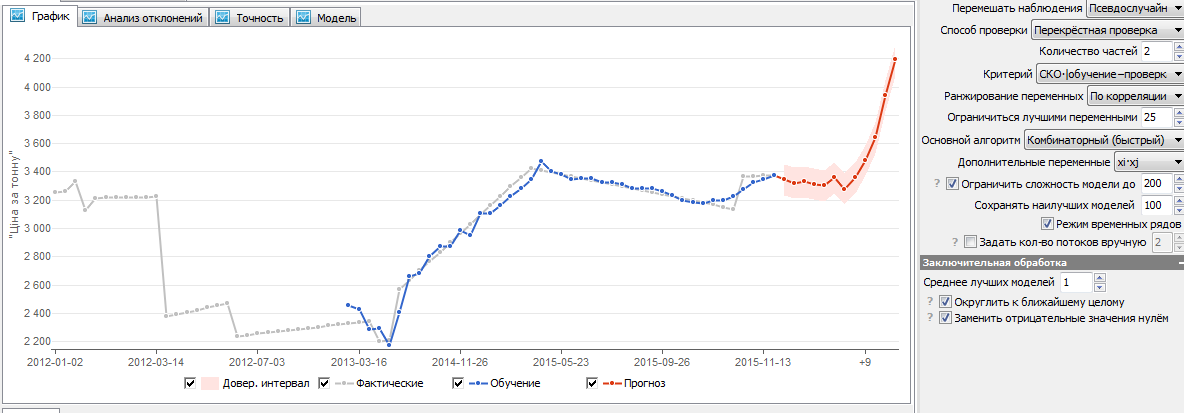 График
Анализ отклонений
Точность
Модель
"Ціна за тонну"
4 200
4 000
3 800
3 600
3 400
3 200
3 000
2 800
2 600
2 400
2 200
2012-01-02
2012-03-14
2012-07-03
2013-03-16
2014-11-26
2015-05-23
2015-09-26
2015-11-13
+9
Довер. интервал
Фактические
Обучение
Прогноз
Перемешать наблюдения Псевдослучайн
Способ проверки Перекрёстная проверка
Количество частей 2
Критерий СКО·|обучение−проверк
Ранжирование переменных По корреляции
Ограничиться лучшими переменными 25
Основной алгоритм Комбинаторный (быстрый)
Дополнительные переменные xi·xj
? Ограничить сложность модели до 200
Сохранять наилучших моделей 100
Режим временных рядов
? Задать кол-во потоков вручную 2
Заключительная обработка
Среднее лучших моделей 1
? Округлить к ближайшему целому
? Заменить отрицательные значения нулём